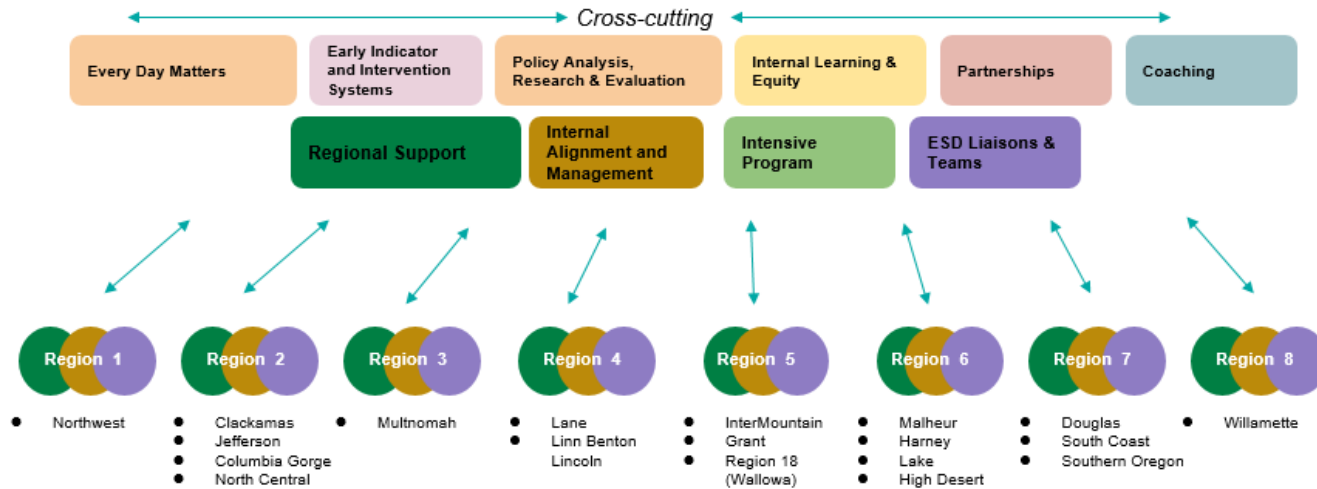 Cross-cutting
Every Day Matters
Early Indicator
and Intervention
Systems
Policy Analysis,
Research & Evaluation
Internal Learning &
Equity
Partnerships
Coaching
Regional Support
Internal
Alignment and
Management
Intensive
Program
ESD Liaisons &
Teams
Region 1
Region 2
Region 3
Region 4
Region 5
Region 6
Region 7
Region 8
● Northwest
● Clackamas
● Jefferson
● Columbia Gorge
● North Central
● Multnomah
● Lane
● Linn Benton
Lincoln
● InterMountain
● Grant
● Region 18
(Wallowa)
● Malheur
● Harney
● Lake
● High Desert
● Douglas
● South Coast
● Southern Oregon
● Willamette